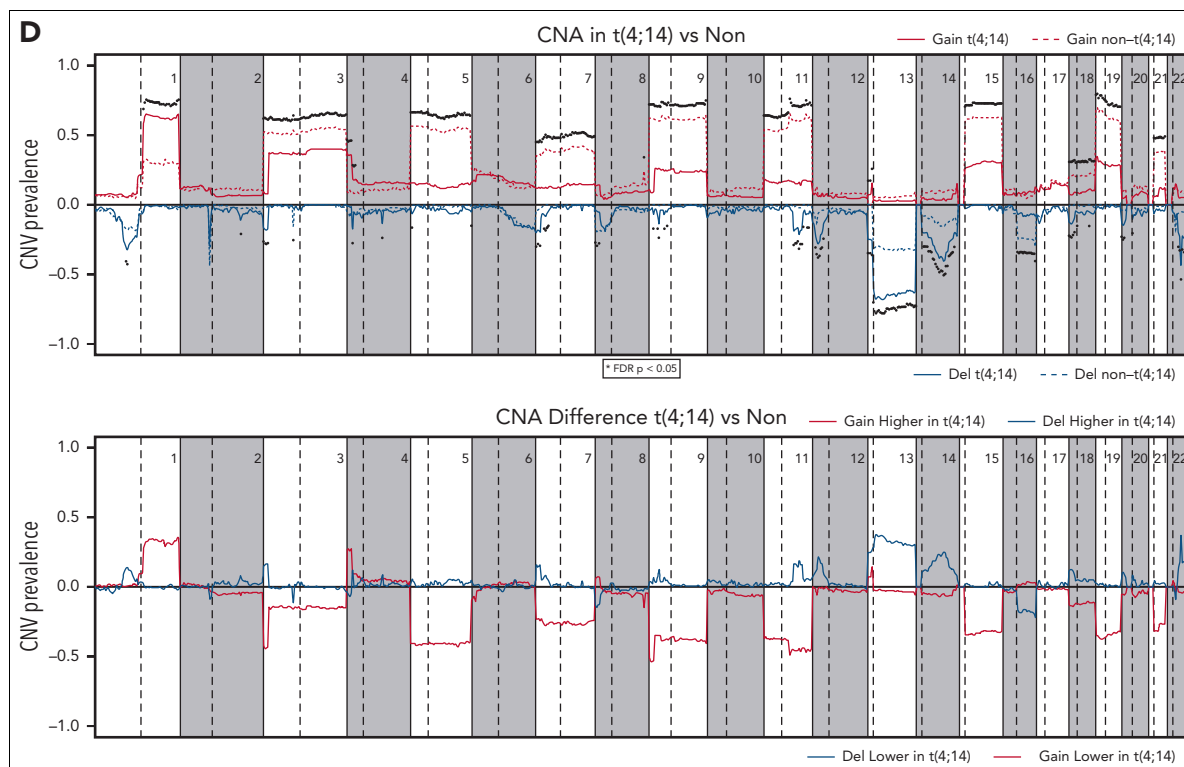 D
CNA in t(4;14) vs Non
Gain t(4;14) Gain non–t(4;14)
1.0
1 2 3 4 5 6 7 8 9 10 11 12 13 14 15 16 17 18 19 20 21 22
0.5
0.0
CNV prevalence
–0.5
–1.0
* FDR p < 0.05
Del t(4;14) Del non–t(4;14)
CNA Difference t(4;14) vs Non
Gain Higher in t(4;14) Del Higher in t(4;14)
1.0
1 2 3 4 5 6 7 8 9 10 11 12 13 14 15 16 17 18 19 20 21 22
0.5
0.0
CNV prevalence
–0.5
–1.0
Del Lower in t(4;14) Gain Lower in t(4;14)